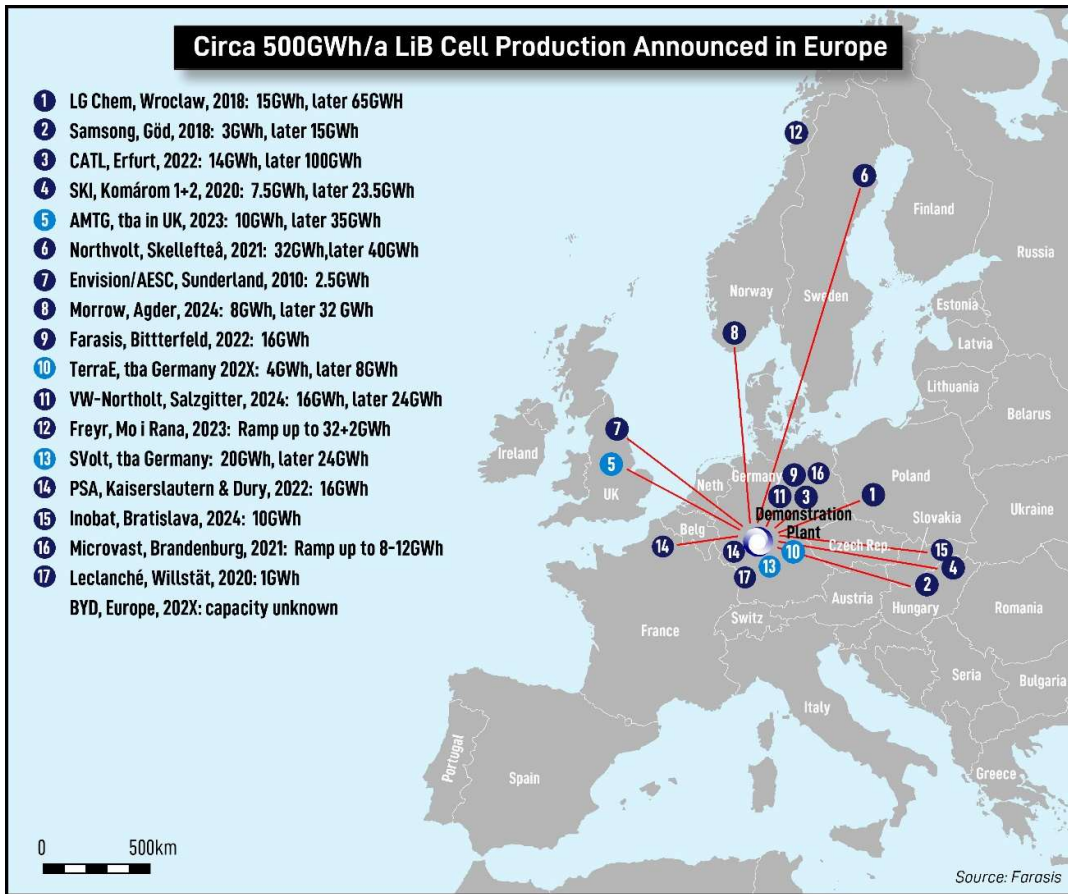 Circa 500GWh/a LiB Cell Production Announced in Europe
1 LG Chem, Wroclaw, 2018: 15GWh, later 65GWH
2 Samsong, Göd, 2018: 3GWh, later 15GWh
3 CATL, Erfurt, 2022: 14GWh, later 100GWh
4 SKI, Komárom 1+2, 2020: 7.5GWh, later 23.5GWh
5 AMTG, tba in UK, 2023: 10GWh, later 35GWh
6 Northvolt, Skellefteå, 2021: 32GWh,later 40GWh
7 Envision/AESC, Sunderland, 2010: 2.5GWh
8 Morrow, Agder, 2024: 8GWh, later 32 GWh
9 Farasis, Bittterfeld, 2022: 16GWh
10 TerraE, tba Germany 202X: 4GWh, later 8GWh
11 VW-Northolt, Salzgitter, 2024: 16GWh, later 24GWh
12 Freyr, Mo i Rana, 2023: Ramp up to 32+2GWh
13 SVolt, tba Germany: 20GWh, later 24GWh
14 PSA, Kaiserslautern & Dury, 2022: 16GWh
15 Inobat, Bratislava, 2024: 10GWh
16 Microvast, Brandenburg, 2021: Ramp up to 8-12GWh
17 Leclanché, Willstät, 2020: 1GWh
BYD, Europe, 202X: capacity unknown
12
6
Finland
Russia
Norway
Sweden
8
Estonia
Latvia
Lithuania
Belarus
7
Ireland
5
UK
Neth
Germany
9
16
11
3
1
Poland
Demonstration
Plant
Ukraine
Slovakia
Belg
14
14
10
Czech Rep.
15
4
13
17
2
Austria
Hungary
Romania
France
Switz
Seria
Bulgaria
Italy
Portugal
Spain
Greece
0
500km
Source: Farasis